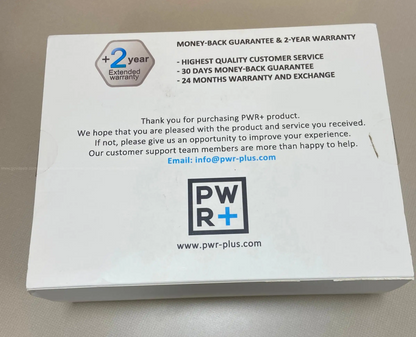 +2 year
Extended
warranty
MONEY-BACK GUARANTEE & 2-YEAR WARRANTY
- HIGHEST QUALITY CUSTOMER SERVICE
- 30 DAYS MONEY-BACK GUARANTEE
- 24 MONTHS WARRANTY AND EXCHANGE
Thank you for purchasing PWR+ product.
We hope that you are pleased with the product and service you received.
If not, please give us an opportunity to improve your experience.
Our customer support team members are more than happy to help.
Email: info@pwr-plus.com
PW
R+
www.pwr-plus.com